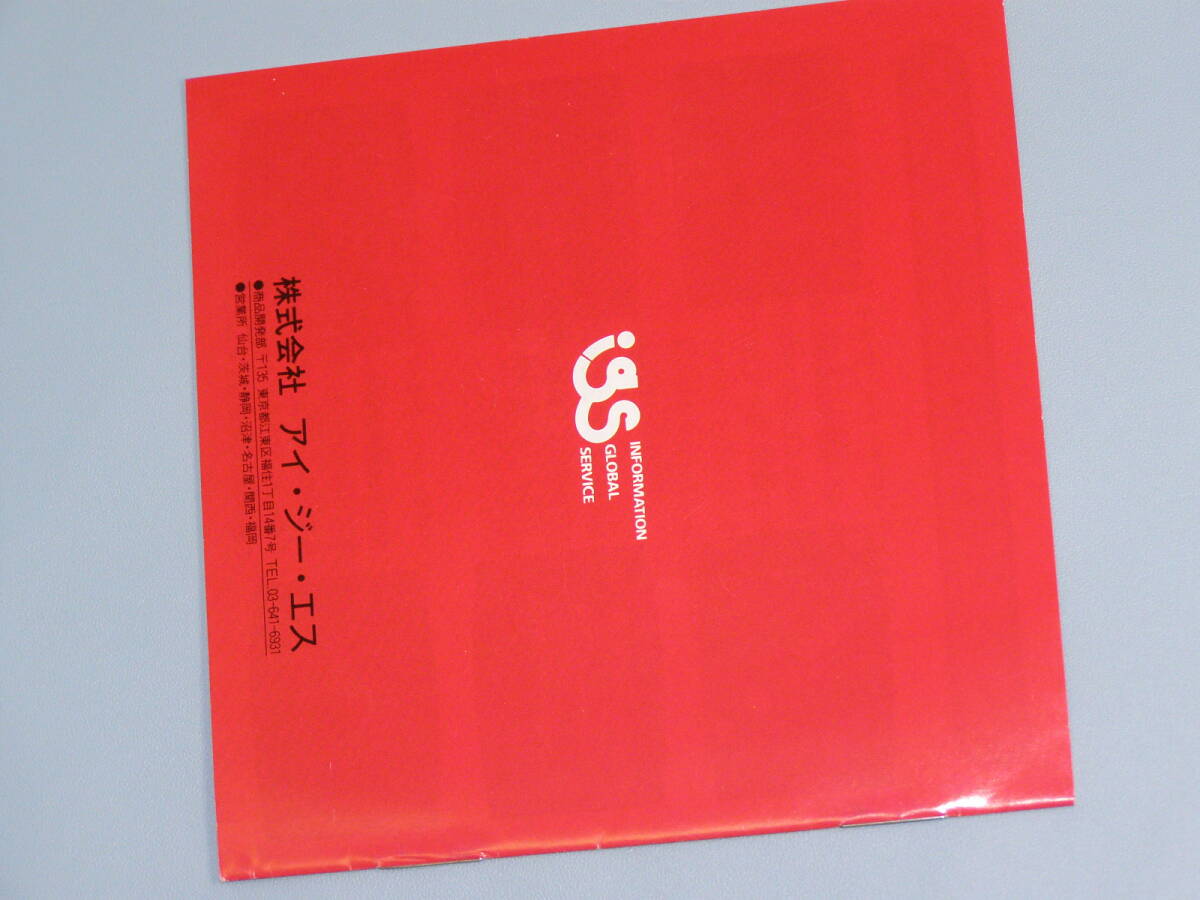 igs
INFORMATION
GLOBAL
SERVICE
株式会社 アイ・ジー・エス
●商品開発部 〒135 東京都江東区福住1丁目14番7号 TEL.03-641-6931
●営業所 仙台・茨城・静岡・沼津・名古屋・関西・福岡